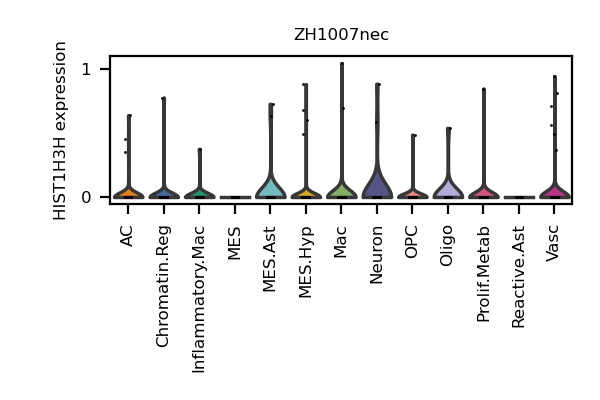 ZH1007nec
HIST1H3H expression
1
0
AC
Chromatin.Reg
Inflammatory.Mac
MES
MES.Ast
MES.Hyp
Mac
Neuron
OPC
Oligo
Prolif.Metab
Reactive.Ast
Vasc